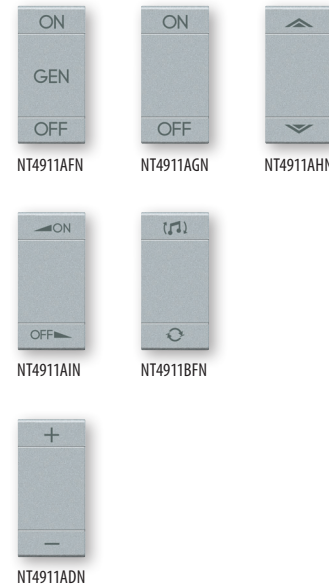 ON
GEN
OFF
NT4911AFN
ON
OFF
NT4911AGN
NT4911AHN
ON
OFF
NT4911AIN
NT4911BFN
+
−
NT4911ADN